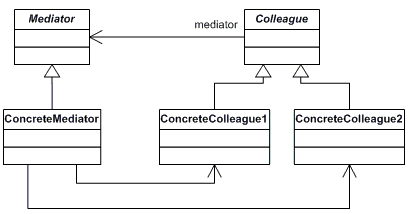 Mediator
mediator
Colleague
ConcreteMediator
ConcreteColleague1
ConcreteColleague2